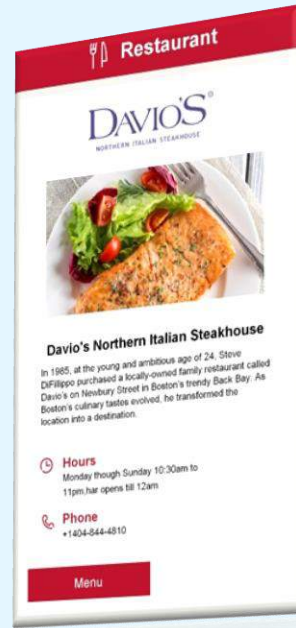 Restaurant
DAVIO'S®
NORTHERN ITALIAN STEAKHOUSE
Davio's Northern Italian Steakhouse
In 1985, at the young and ambitious age of 24, Steve
DiFilippo purchased a locally-owned family restaurant called
Davio's on Newbury Street in Boston's trendy Back Bay. As
Boston's culinary tastes evolved, he transformed the
location into a destination.
Hours
Monday though Sunday 10:30am to
11pm,har opens till 12am
Phone
+1404-844-4810
Menu